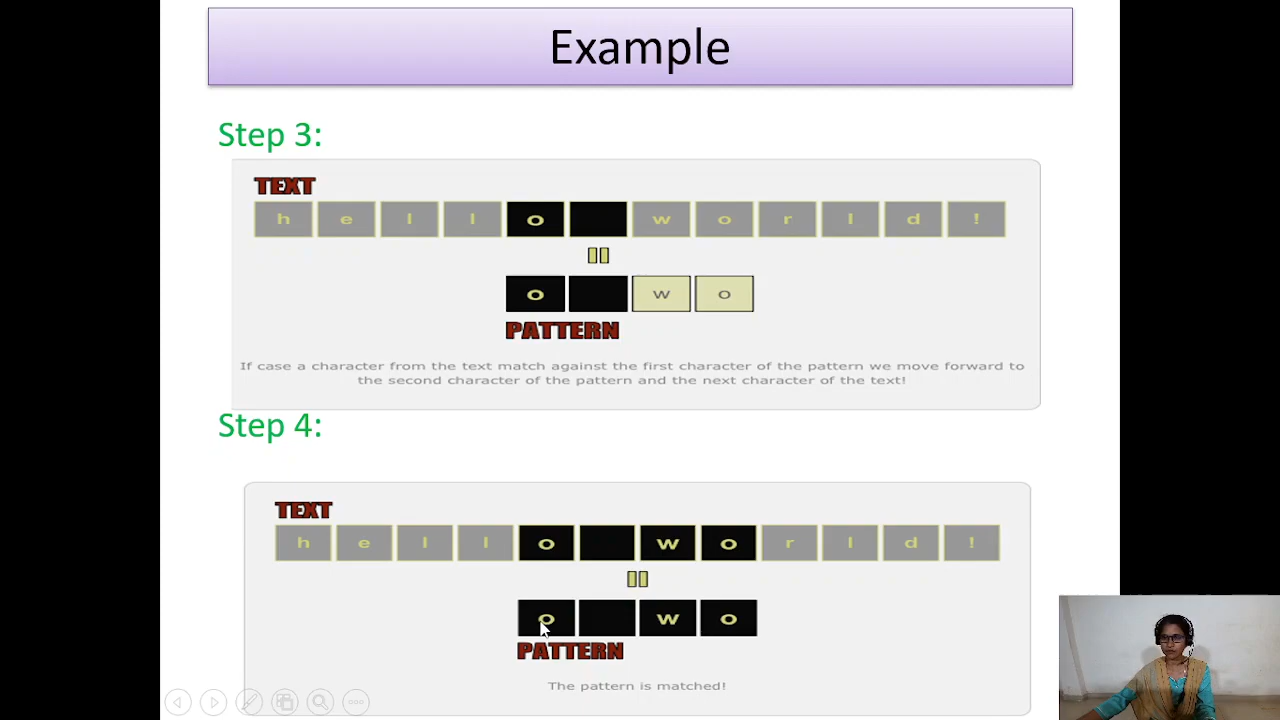 Example
Step 3:
TEXT
h e l l o w o r l d !
o w o
PATTERN
If case a character from the text match against the first character of the pattern we move forward to
the second character of the pattern and the next character of the text!
Step 4:
TEXT
h e l l o w o r l d !
o w o
PATTERN
The pattern is matched!